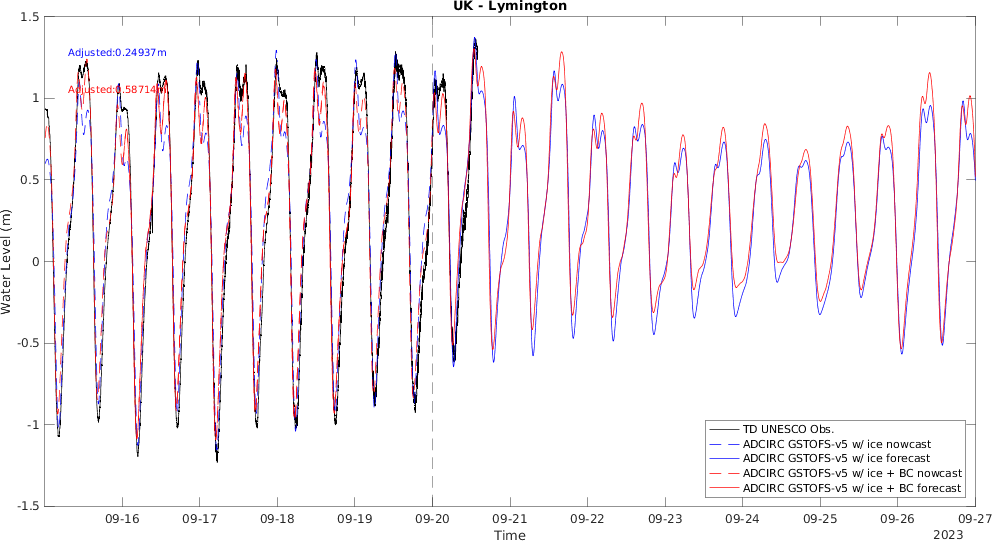 UK - Lymington
1.5
1
0.5
0
-0.5
-1
-1.5
Water Level (m)
Adjusted:0.24937m
Adjusted:0.58714
TD UNESCO Obs.
ADCIRC GSTOFS-v5 w/ ice nowcast
ADCIRC GSTOFS-v5 w/ ice forecast
ADCIRC GSTOFS-v5 w/ ice + BC nowcast
ADCIRC GSTOFS-v5 w/ ice + BC forecast
09-16 09-17 09-18 09-19 09-20 09-21 09-22 09-23 09-24 09-25 09-26 09-27
Time
2023